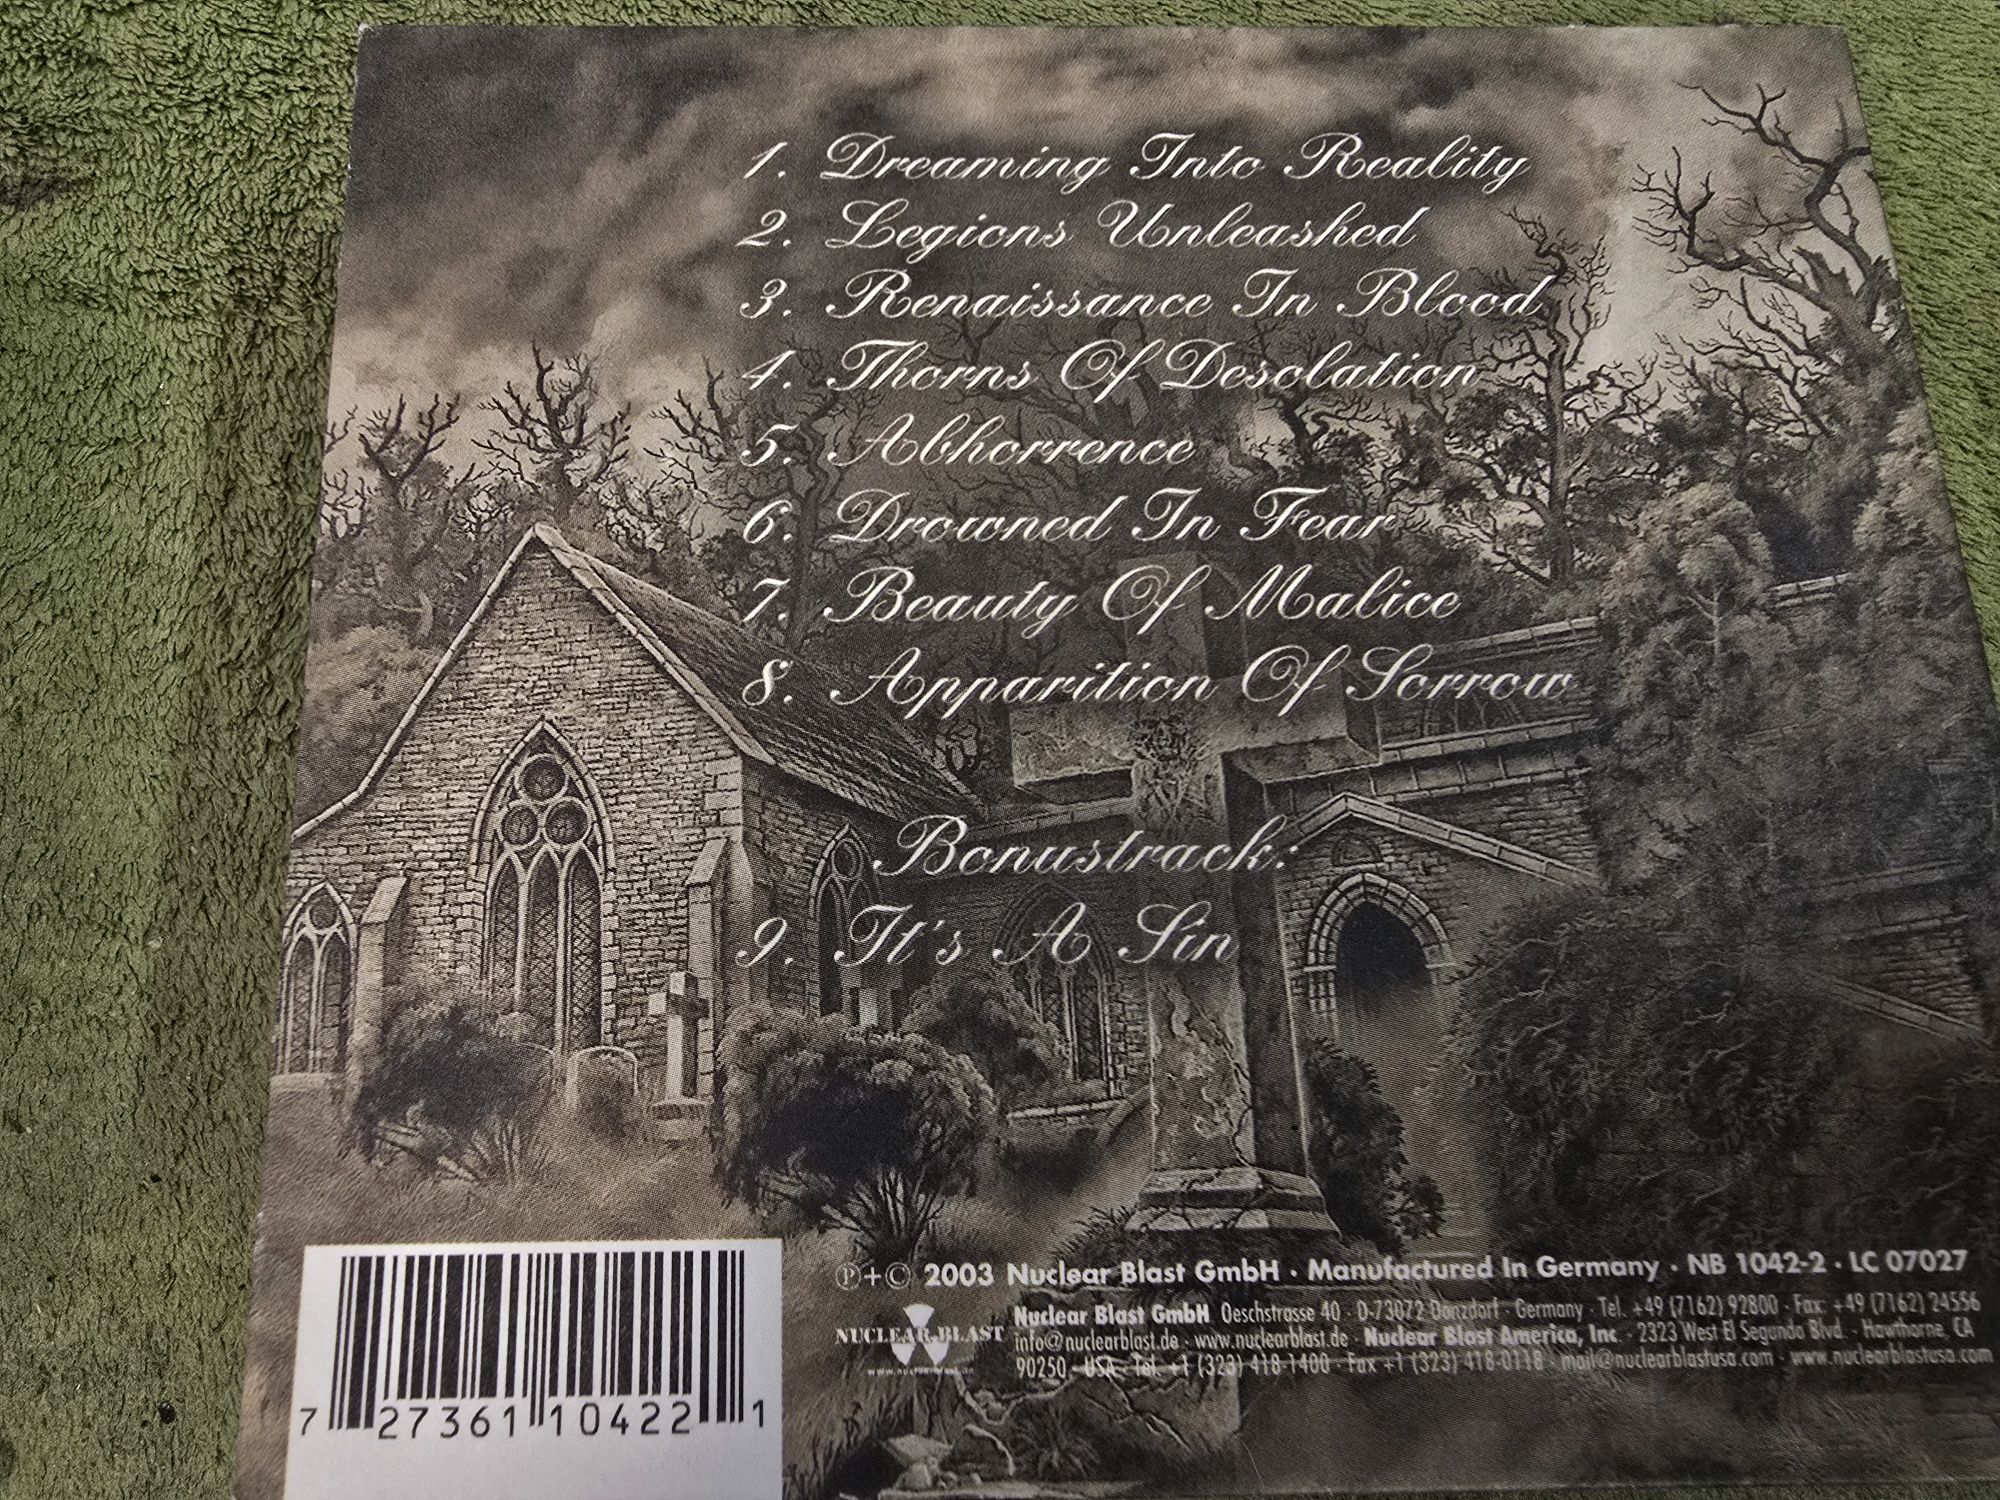 1. Dreaming Into Reality
2. Legions Unleashed
3. Renaissance In Blood
4. Thorns Of Desolation
5. Abhorrence
6. Drowned In Fear
7. Beauty Of Malice
8. Apparition Of Sorrow
Bonustrack:
9. It's A Sin
Ⓟ+© 2003 Nuclear Blast GmbH · Manufactured In Germany · NB 1042-2 · LC 07027
NUCLEAR BLAST
Nuclear Blast GmbH Oeschstrasse 40 · D-73072 Donzdorf · Germany · Tel. +49 (7162) 92800 · Fax: +49 (7162) 24556
info@nuclearblast.de · www.nuclearblast.de · Nuclear Blast America, Inc · 2323 West El Segundo Blvd. · Hawthorne, CA
90250 · USA · Tel. +1 (323) 418-1400 · Fax +1 (323) 418-0118 · mail@nuclearblastusa.com · www.nuclearblastusa.com
7 27361 10422 1